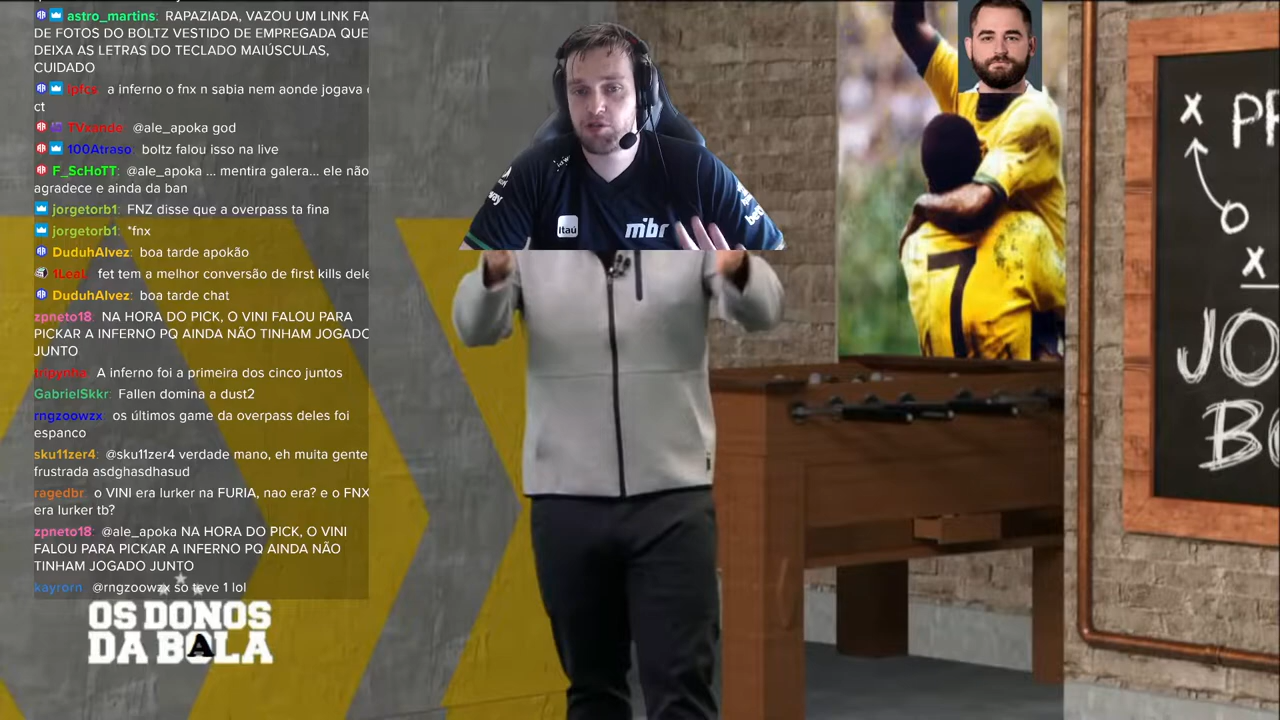 astro_martins: RAPAZIADA, VAZOU UM LINK FA
DE FOTOS DO BOLTZ VESTIDO DE EMPREGADA QUE
DEIXA AS LETRAS DO TECLADO MAIÚSCULAS,
CUIDADO
a inferno o fnx n sabia nem aonde jogava
ct
@ale_apoka god
100Atraso: boltz falou isso na live
F_ScHoTT: @ale_apoka ... mentira galera... ele não
agradece e ainda da ban
jorgetorb1: FNZ disse que a overpass ta fina
jorgetorb1: *fnx
DuduhAlvez: boa tarde apokão
1Leal: fet tem a melhor conversão de first kills dele
DuduhAlvez: boa tarde chat
zpneto18: NA HORA DO PICK, O VINI FALOU PARA
PICKAR A INFERNO PQ AINDA NÃO TINHAM JOGADO
JUNTO
A inferno foi a primeira dos cinco juntos
GabrielSkkr: Fallen domina a dust2
rngzoowzx: os últimos game da overpass deles foi
espanco
sku11zer4: @sku11zer4 verdade mano, eh muita gente
frustrada asdghasdhasud
ragedbr: o VINI era lurker na FURIA, nao era? e o FNX
era lurker tb?
zpneto18: @ale_apoka NA HORA DO PICK, O VINI
FALOU PARA PICKAR A INFERNO PQ AINDA NÃO
TINHAM JOGADO JUNTO
kayrorn: @rngzoowzx so teve 1 lol
OS DONOS
DA BOLA
Itaú
mibr
way
7
X
PR
X
JO
BO